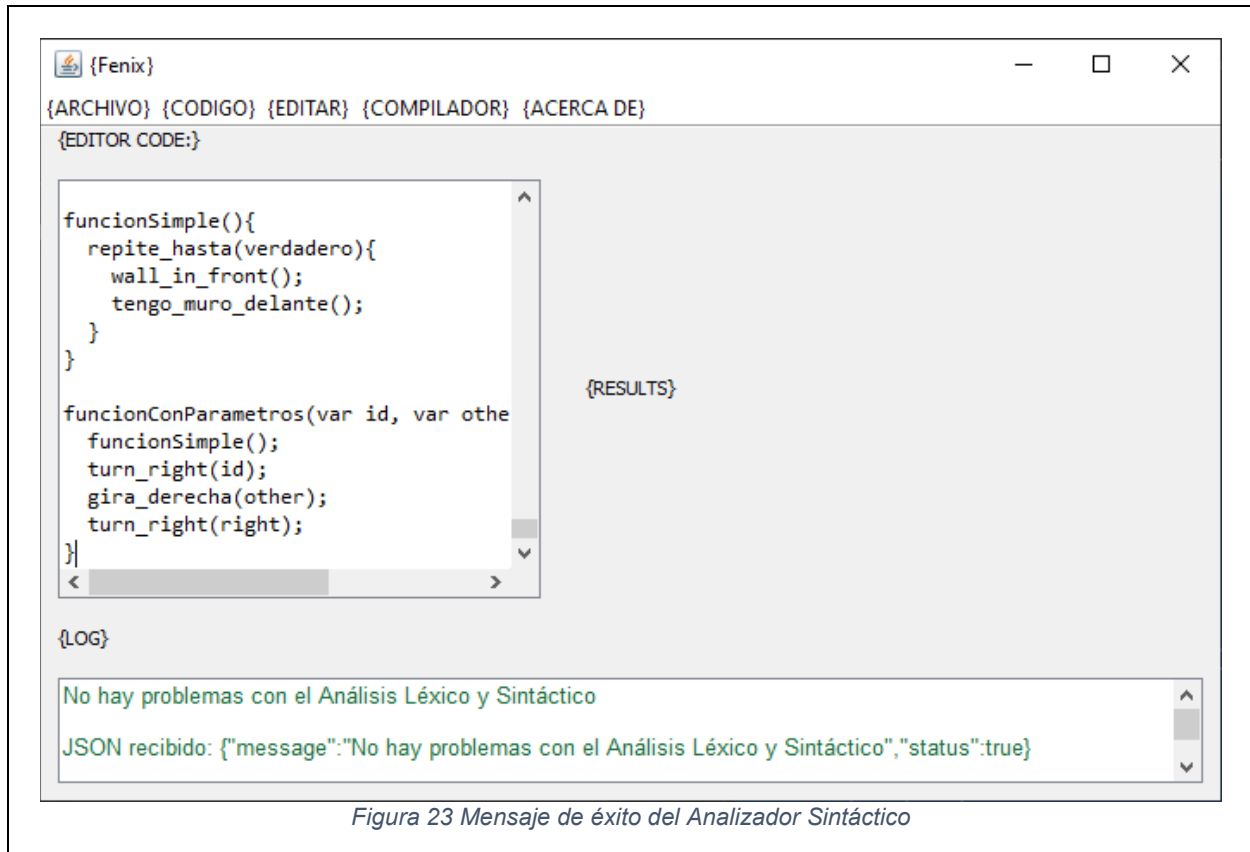 {Fenix}
{ARCHIVO} {CODIGO} {EDITAR} {COMPILADOR} {ACERCA DE}
{EDITOR CODE:}
funcionSimple(){
repite_hasta(verdadero){
wall_in_front();
tengo_muro_delante();
}
}
{RESULTS}
funcionConParametros(var id, var othe
funcionSimple();
turn_right(id);
gira_derecha(other);
turn_right(right);
}
{LOG}
No hay problemas con el Análisis Léxico y Sintáctico
JSON recibido: {"message":"No hay problemas con el Análisis Léxico y Sintáctico","status":true}
Figura 23 Mensaje de éxito del Analizador Sintáctico